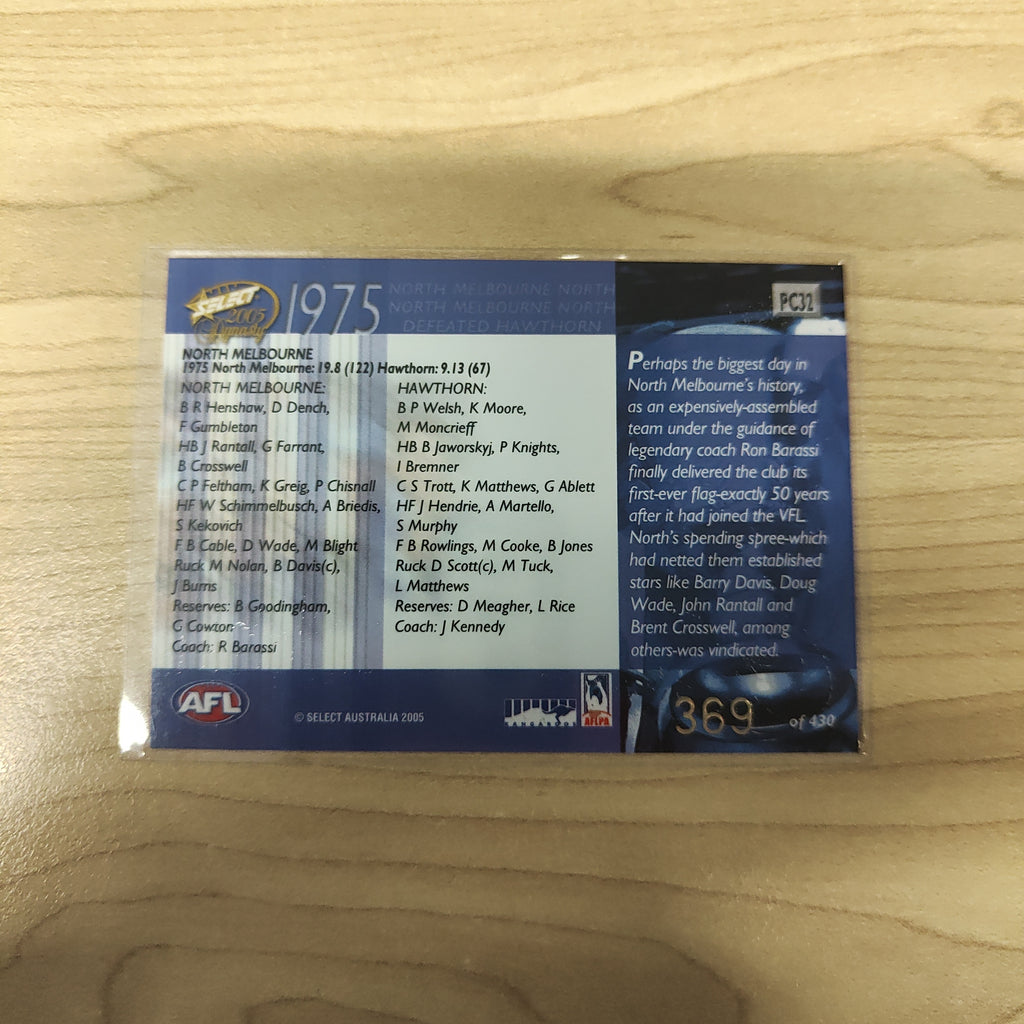 SELECT
2005
Dynasty
1975
NORTH MELBOURNE NORTH
NORTH MELBOURNE NORTH
DEFEATED HAWTHORN
PC32
NORTH MELBOURNE
1975 North Melbourne: 19.8 (122) Hawthorn: 9.13 (67)
NORTH MELBOURNE:
B R Henshaw, D Dench,
F Gumbleton
HB J Rantall, G Farrant,
B Crosswell
C P Feltham, K Greig, P Chisnall
HF W Schimmelbusch, A Briedis,
S Kekovich
F B Cable, D Wade, M Blight
Ruck M Nolan, B Davis(c),
J Burns
Reserves: B Goodingham,
G Cowton
Coach: R Barassi
HAWTHORN:
B P Welsh, K Moore,
M Moncrieff
HB B Jaworskyj, P Knights,
I Bremner
C S Trott, K Matthews, G Ablett
HF J Hendrie, A Martello,
S Murphy
F B Rowlings, M Cooke, B Jones
Ruck D Scott(c), M Tuck,
L Matthews
Reserves: D Meagher, L Rice
Coach: J Kennedy
Perhaps the biggest day in
North Melbourne's history,
as an expensively-assembled
team under the guidance of
legendary coach Ron Barassi
finally delivered the club its
first-ever flag-exactly 50 years
after it had joined the VFL.
North's spending spree-which
had netted them established
stars like Barry Davis, Doug
Wade, John Rantall and
Brent Crosswell, among
others-was vindicated.
AFL
© SELECT AUSTRALIA 2005
KANGAROOS
AFLPA
369 of 430